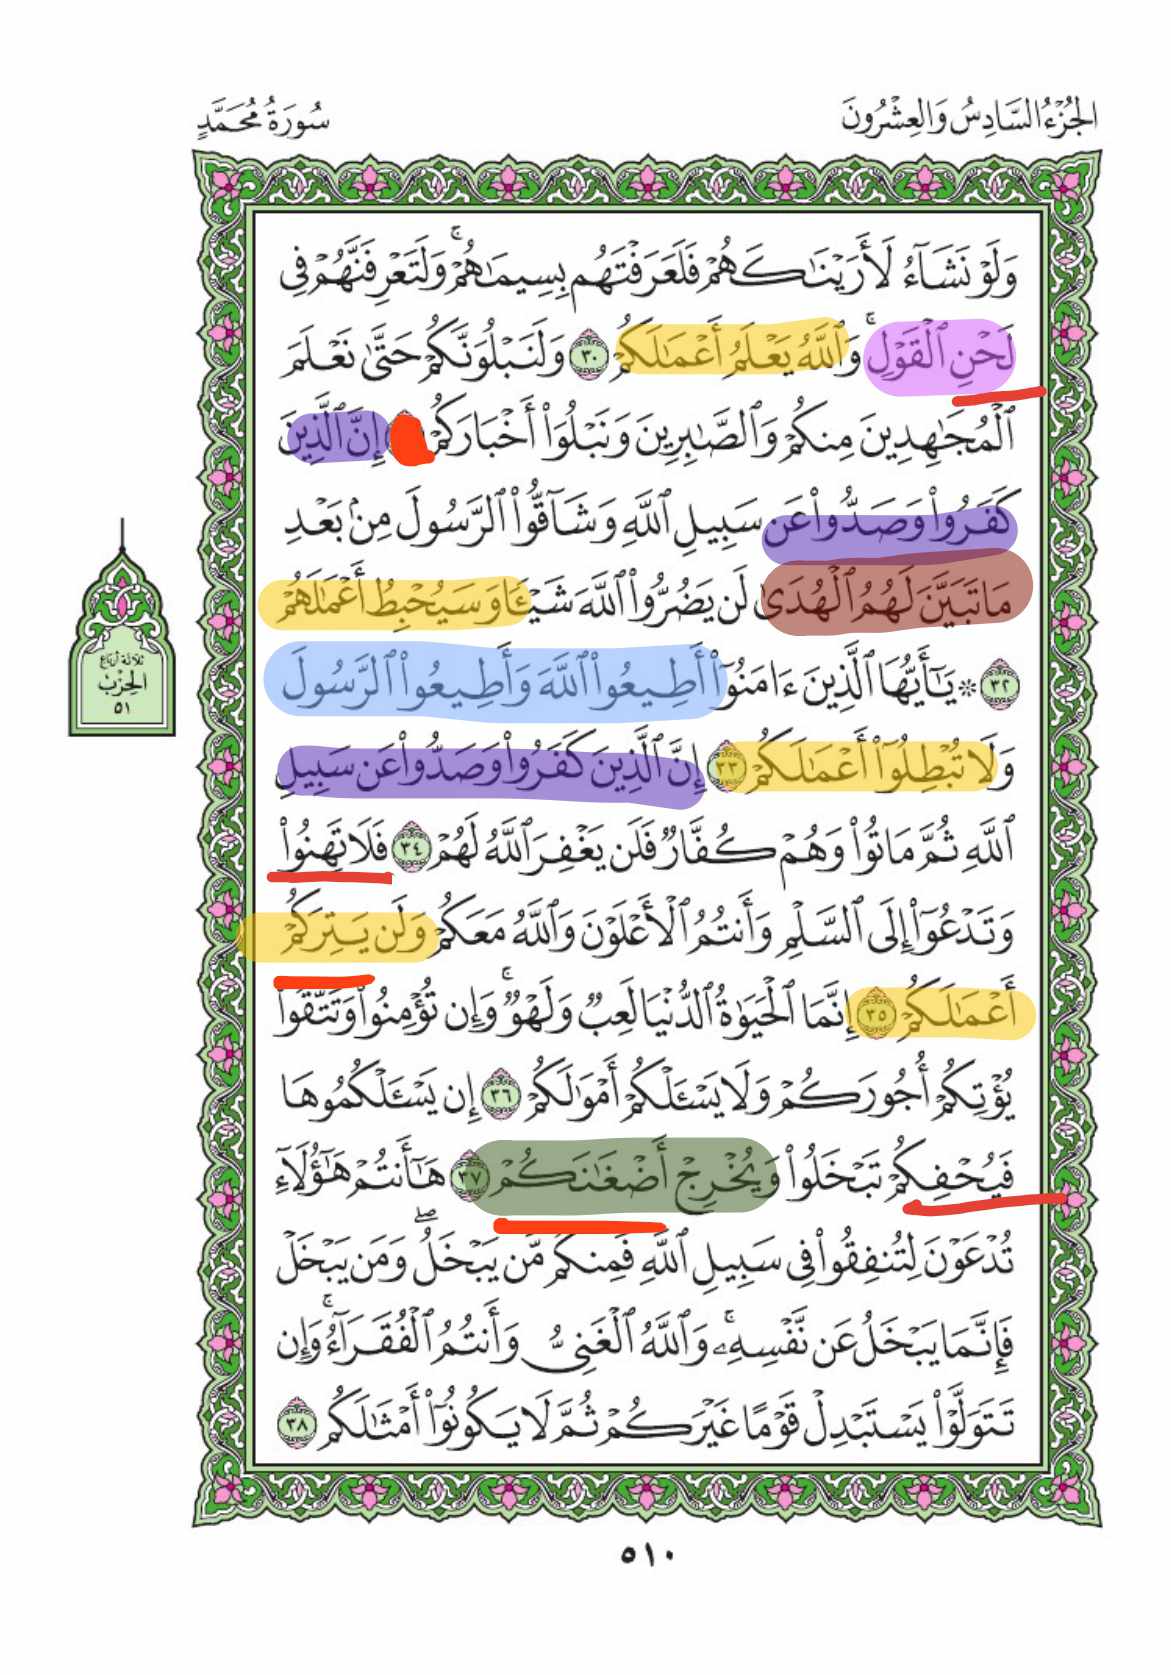 الجُزْءُ السَّادِسُ وَالعِشْرُونَ
سُورَةُ مُحَمَّدٍ
وَلَوْ نَشَآءُ لَأَرَيْنَٰكَهُمْ فَلَعَرَفْتَهُم بِسِيمَٰهُمْۚ وَلَتَعْرِفَنَّهُمْ فِى
لَحْنِ ٱلْقَوْلِۚ وَٱللَّهُ يَعْلَمُ أَعْمَٰلَكُمْ ٣٠ وَلَنَبْلُوَنَّكُمْ حَتَّىٰ نَعْلَمَ
ٱلْمُجَٰهِدِينَ مِنكُمْ وَٱلصَّٰبِرِينَ وَنَبْلُوَا۟ أَخْبَارَكُمْ إِنَّ ٱلَّذِينَ
كَفَرُوا۟ وَصَدُّوا۟ عَن سَبِيلِ ٱللَّهِ وَشَآقُّوا۟ ٱلرَّسُولَ مِنۢ بَعْدِ
مَا تَبَيَّنَ لَهُمُ ٱلْهُدَىٰ لَن يَضُرُّوا۟ ٱللَّهَ شَيْـًٔا وَسَيُحْبِطُ أَعْمَٰلَهُمْ
٣٢ ۞ يَٰٓأَيُّهَا ٱلَّذِينَ ءَامَنُوٓا۟ أَطِيعُوا۟ ٱللَّهَ وَأَطِيعُوا۟ ٱلرَّسُولَ
وَلَا تُبْطِلُوٓا۟ أَعْمَٰلَكُمْ ٣٣ إِنَّ ٱلَّذِينَ كَفَرُوا۟ وَصَدُّوا۟ عَن سَبِيلِ
ٱللَّهِ ثُمَّ مَاتُوا۟ وَهُمْ كُفَّارٌ فَلَن يَغْفِرَ ٱللَّهُ لَهُمْ ٣٤ فَلَا تَهِنُوا۟
وَتَدْعُوٓا۟ إِلَى ٱلسَّلْمِ وَأَنتُمُ ٱلْأَعْلَوْنَ وَٱللَّهُ مَعَكُمْ وَلَن يَتِرَكُمْ
أَعْمَٰلَكُمْ ٣٥ إِنَّمَا ٱلْحَيَوٰةُ ٱلدُّنْيَا لَعِبٌ وَلَهْوٌۚ وَإِن تُؤْمِنُوا۟ وَتَتَّقُوا۟
يُؤْتِكُمْ أُجُورَكُمْ وَلَا يَسْـَٔلْكُمْ أَمْوَٰلَكُمْ ٣٦ إِن يَسْـَٔلْكُمُوهَا
فَيُحْفِكُمْ تَبْخَلُوا۟ وَيُخْرِجْ أَضْغَٰنَكُمْ ٣٧ هَٰٓأَنتُمْ هَٰٓؤُلَآءِ
تُدْعَوْنَ لِتُنفِقُوا۟ فِى سَبِيلِ ٱللَّهِ فَمِنكُم مَّن يَبْخَلُۖ وَمَن يَبْخَلْ
فَإِنَّمَا يَبْخَلُ عَن نَّفْسِهِۦۚ وَٱللَّهُ ٱلْغَنِىُّ وَأَنتُمُ ٱلْفُقَرَآءُۚ وَإِن
تَتَوَلَّوْا۟ يَسْتَبْدِلْ قَوْمًا غَيْرَكُمْ ثُمَّ لَا يَكُونُوٓا۟ أَمْثَٰلَكُم ٣٨
ثلاثة أرباع
الحِزْبُ
٥١
٥١٠